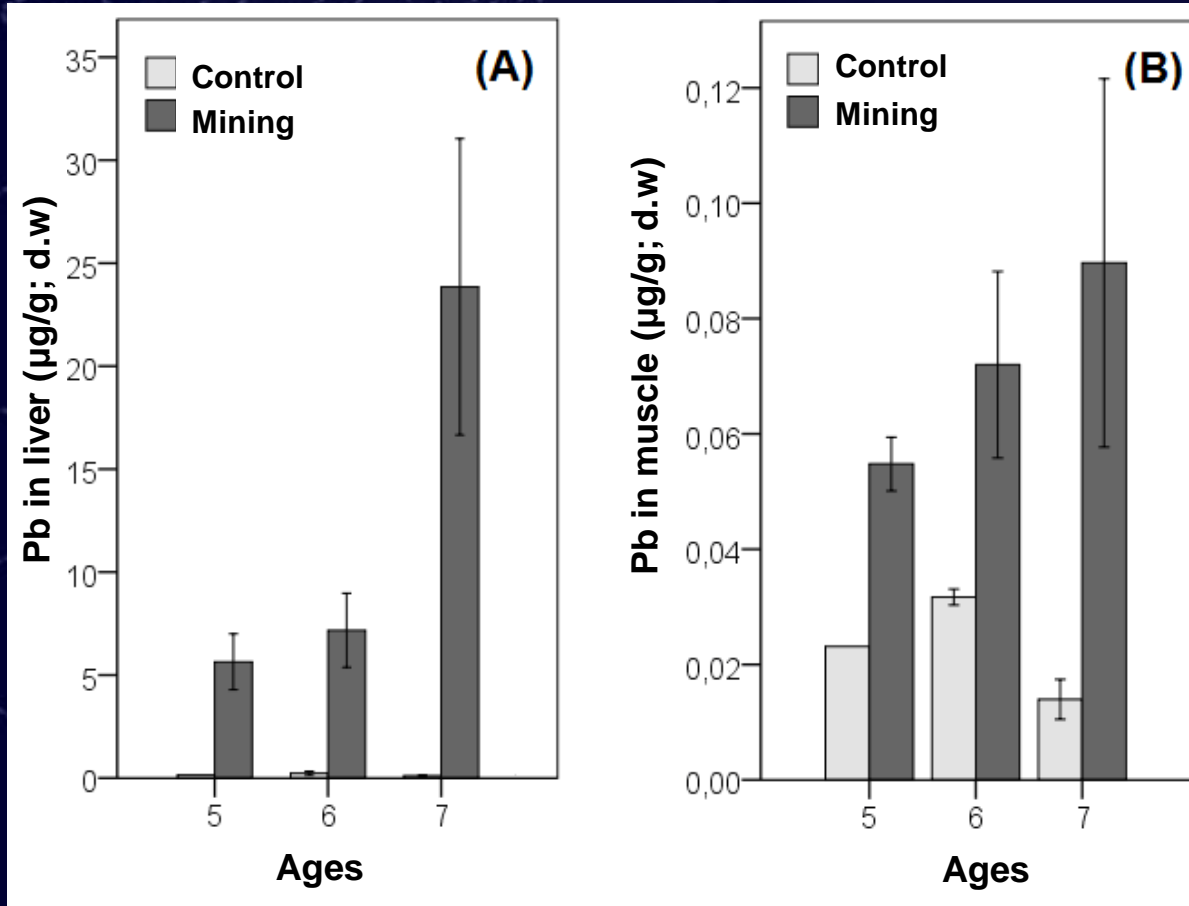 (A)
Control
Mining
Pb in liver (µg/g; d.w)
35
30
25
20
15
10
5
0
5 6 7
Ages
(B)
Control
Mining
Pb in muscle (µg/g; d.w)
0,12
0,10
0,08
0,06
0,04
0,02
0,00
5 6 7
Ages